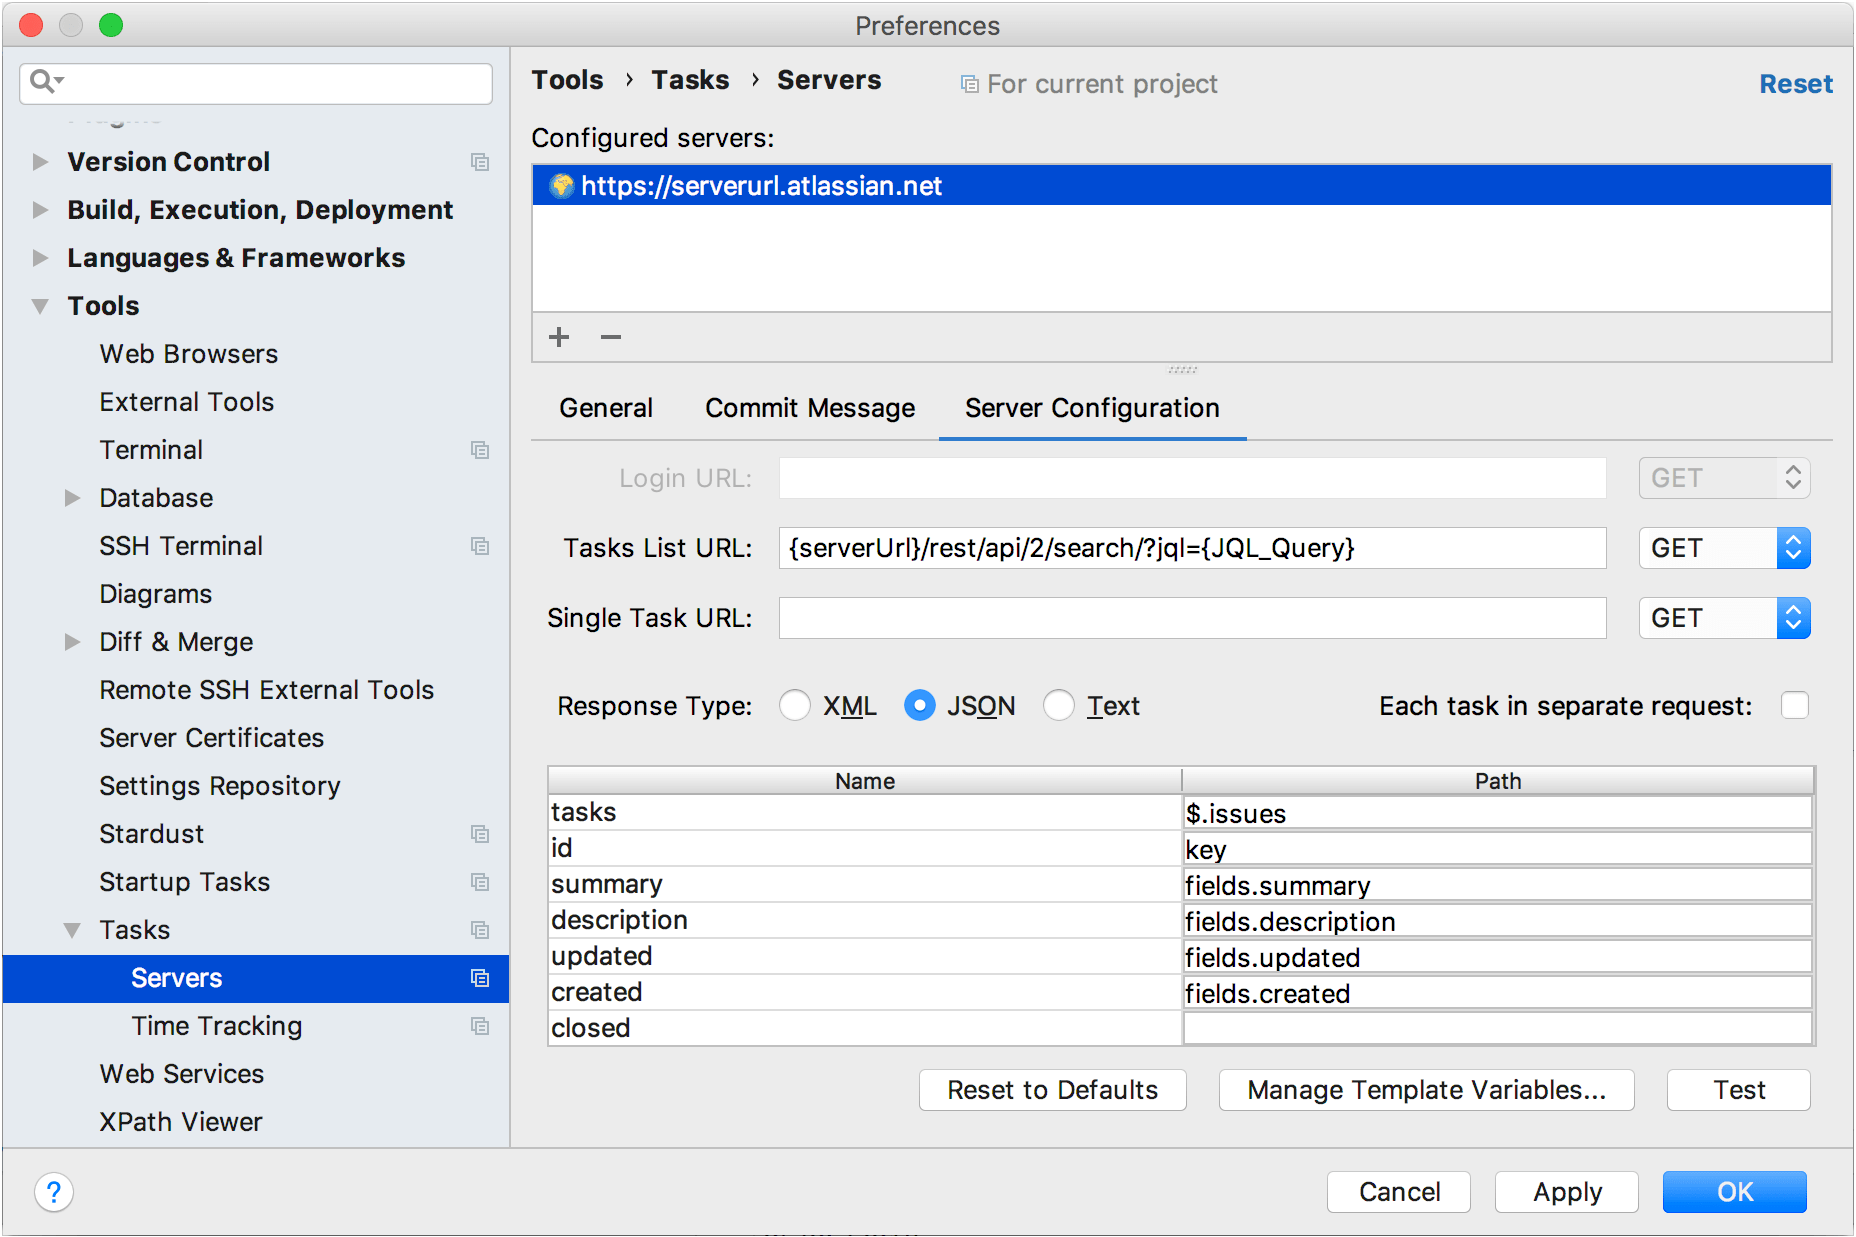 Preferences
Tools › Tasks › Servers
For current project
Reset
Version Control
Build, Execution, Deployment
Languages & Frameworks
Tools
Web Browsers
External Tools
Terminal
Database
SSH Terminal
Diagrams
Diff & Merge
Remote SSH External Tools
Server Certificates
Settings Repository
Stardust
Startup Tasks
Tasks
Servers
Time Tracking
Web Services
XPath Viewer
Configured servers:
https://serverurl.atlassian.net
General Commit Message Server Configuration
Login URL: GET
Tasks List URL: {serverUrl}/rest/api/2/search/?jql={JQL_Query} GET
Single Task URL: GET
Response Type: XML JSON Text Each task in separate request:
Name Path
tasks $.issues
id key
summary fields.summary
description fields.description
updated fields.updated
created fields.created
closed
Reset to Defaults Manage Template Variables... Test
? Cancel Apply OK